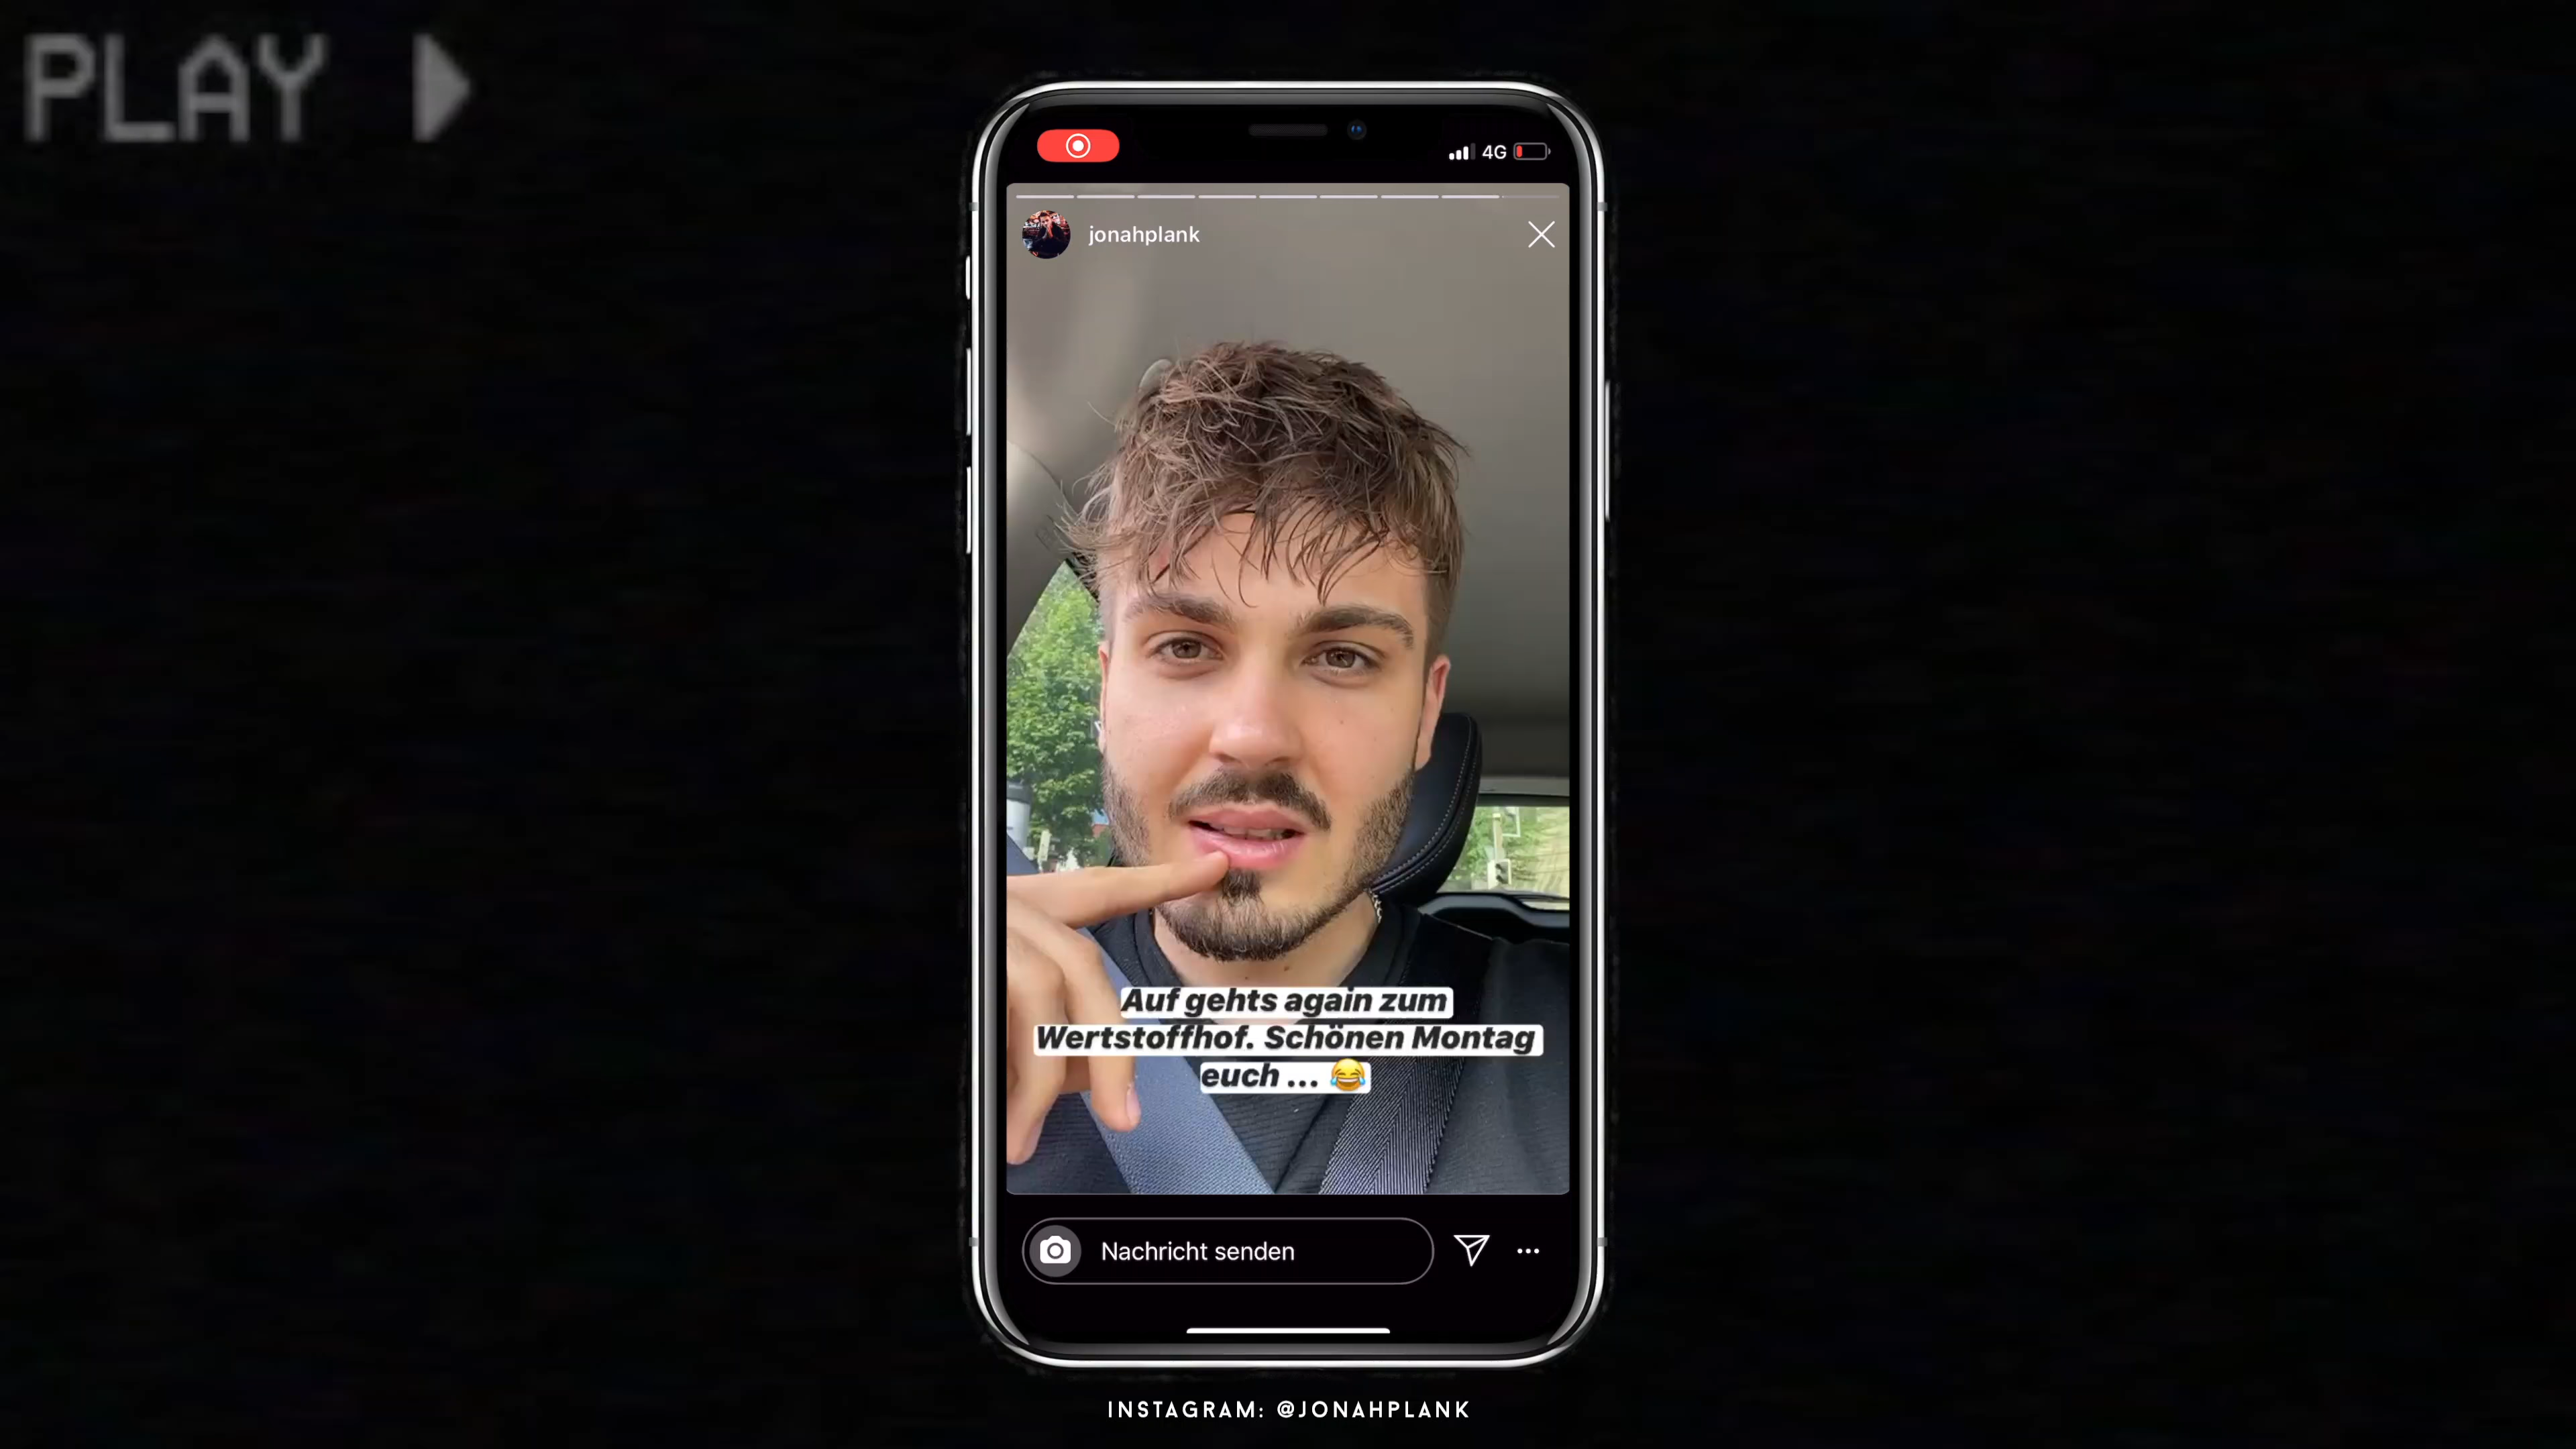 PLAY
4G
jonahplank
Auf gehts again zum
Wertstoffhof. Schönen Montag
euch ... 😂
Nachricht senden
INSTAGRAM: @JONAHPLANK